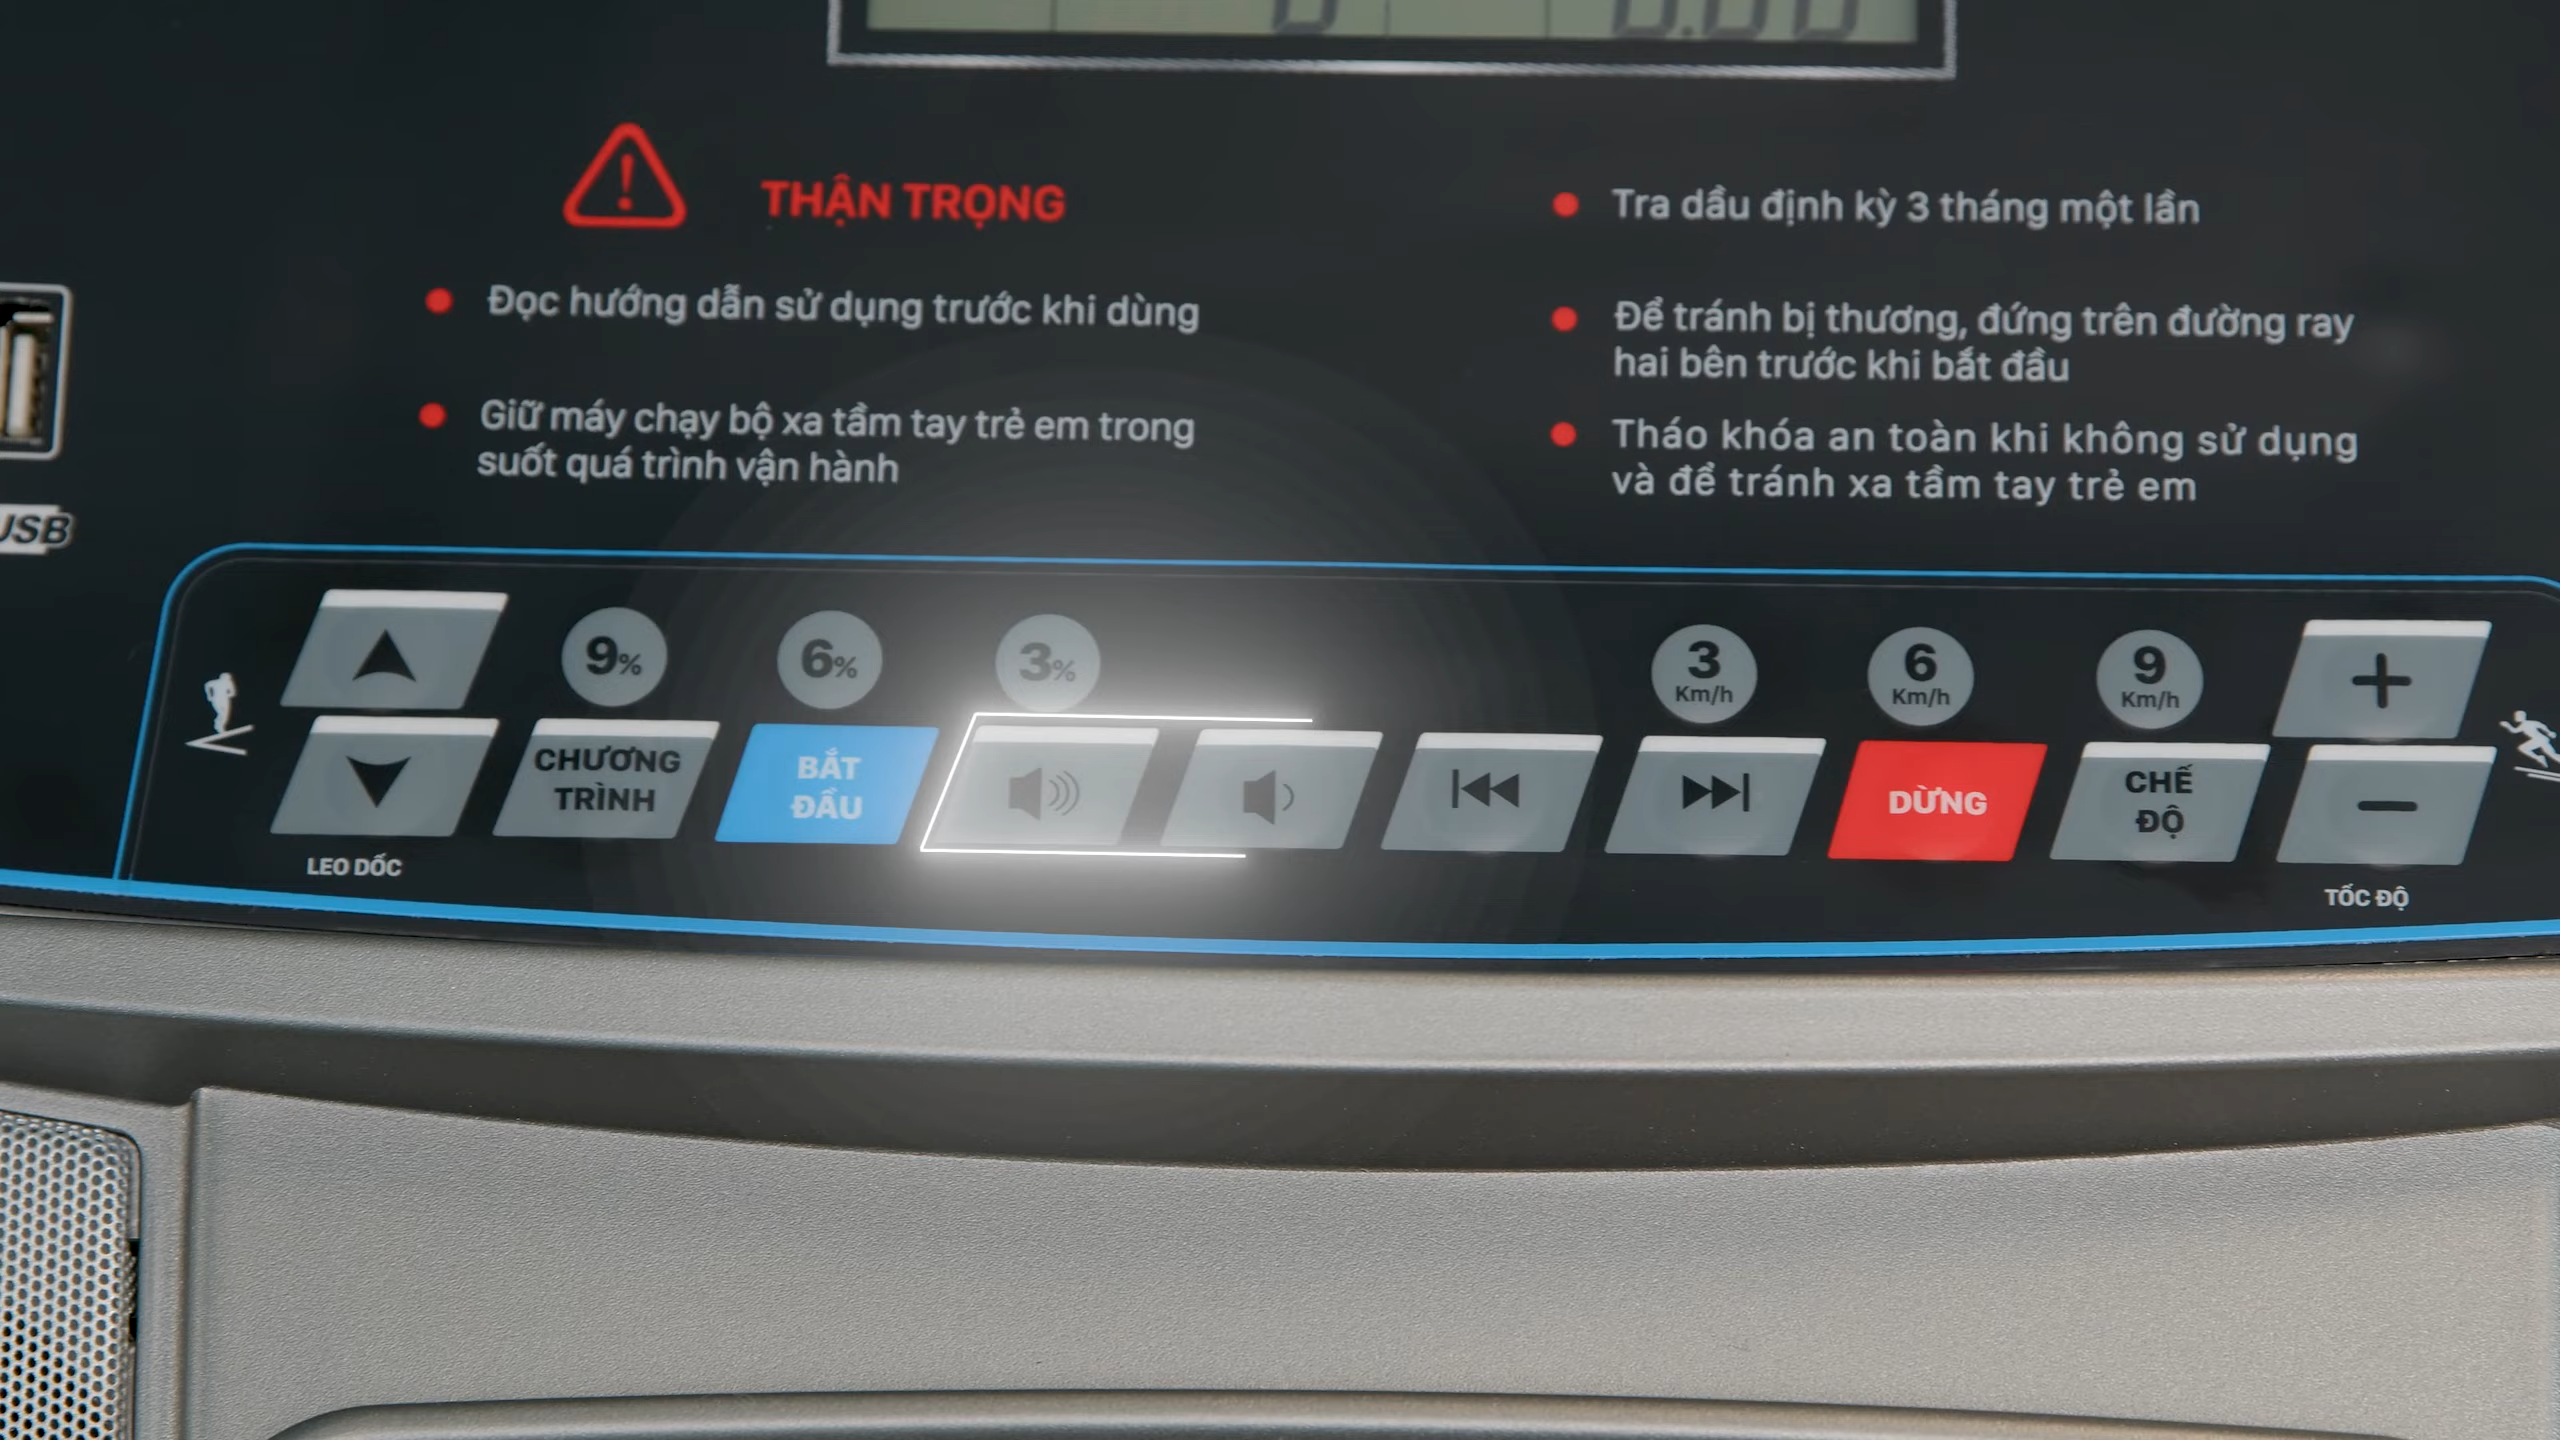 THẬN TRỌNG
Đọc hướng dẫn sử dụng trước khi dùng
Giữ máy chạy bộ xa tầm tay trẻ em trong
suốt quá trình vận hành
Tra dầu định kỳ 3 tháng một lần
Để tránh bị thương, đứng trên đường ray
hai bên trước khi bắt đầu
Tháo khóa an toàn khi không sử dụng
và để tránh xa tầm tay trẻ em
USB
9%
6%
3%
3
Km/h
6
Km/h
9
Km/h
+
CHƯƠNG
TRÌNH
BẮT
ĐẦU
DỪNG
CHẾ
ĐỘ
−
LEO DỐC
TỐC ĐỘ